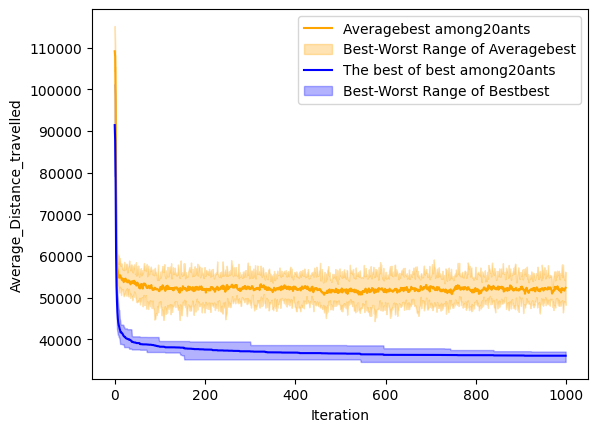 Averagebest among20ants
Best-Worst Range of Averagebest
The best of best among20ants
Best-Worst Range of Bestbest
Average_Distance_travelled
110000
100000
90000
80000
70000
60000
50000
40000
0 200 400 600 800 1000
Iteration